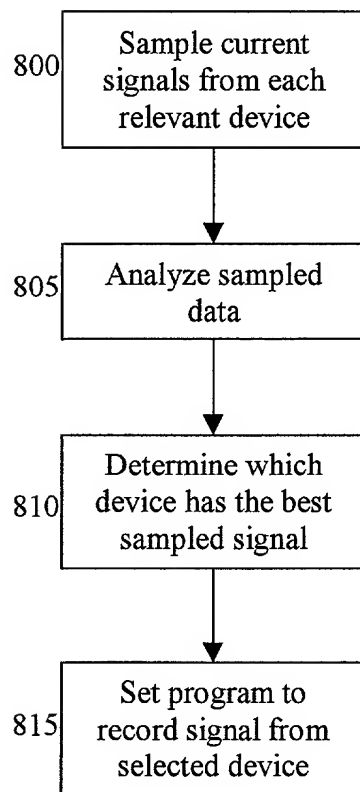 800
Sample current
signals from each
relevant device
805
Analyze sampled
data
810
Determine which
device has the best
sampled signal
815
Set program to
record signal from
selected device